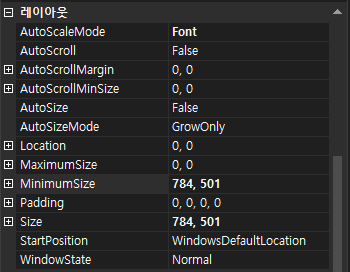 레이아웃
AutoScaleMode Font
AutoScroll False
AutoScrollMargin 0, 0
AutoScrollMinSize 0, 0
AutoSize False
AutoSizeMode GrowOnly
Location 0, 0
MaximumSize 0, 0
MinimumSize 784, 501
Padding 0, 0, 0, 0
Size 784, 501
StartPosition WindowsDefaultLocation
WindowState Normal